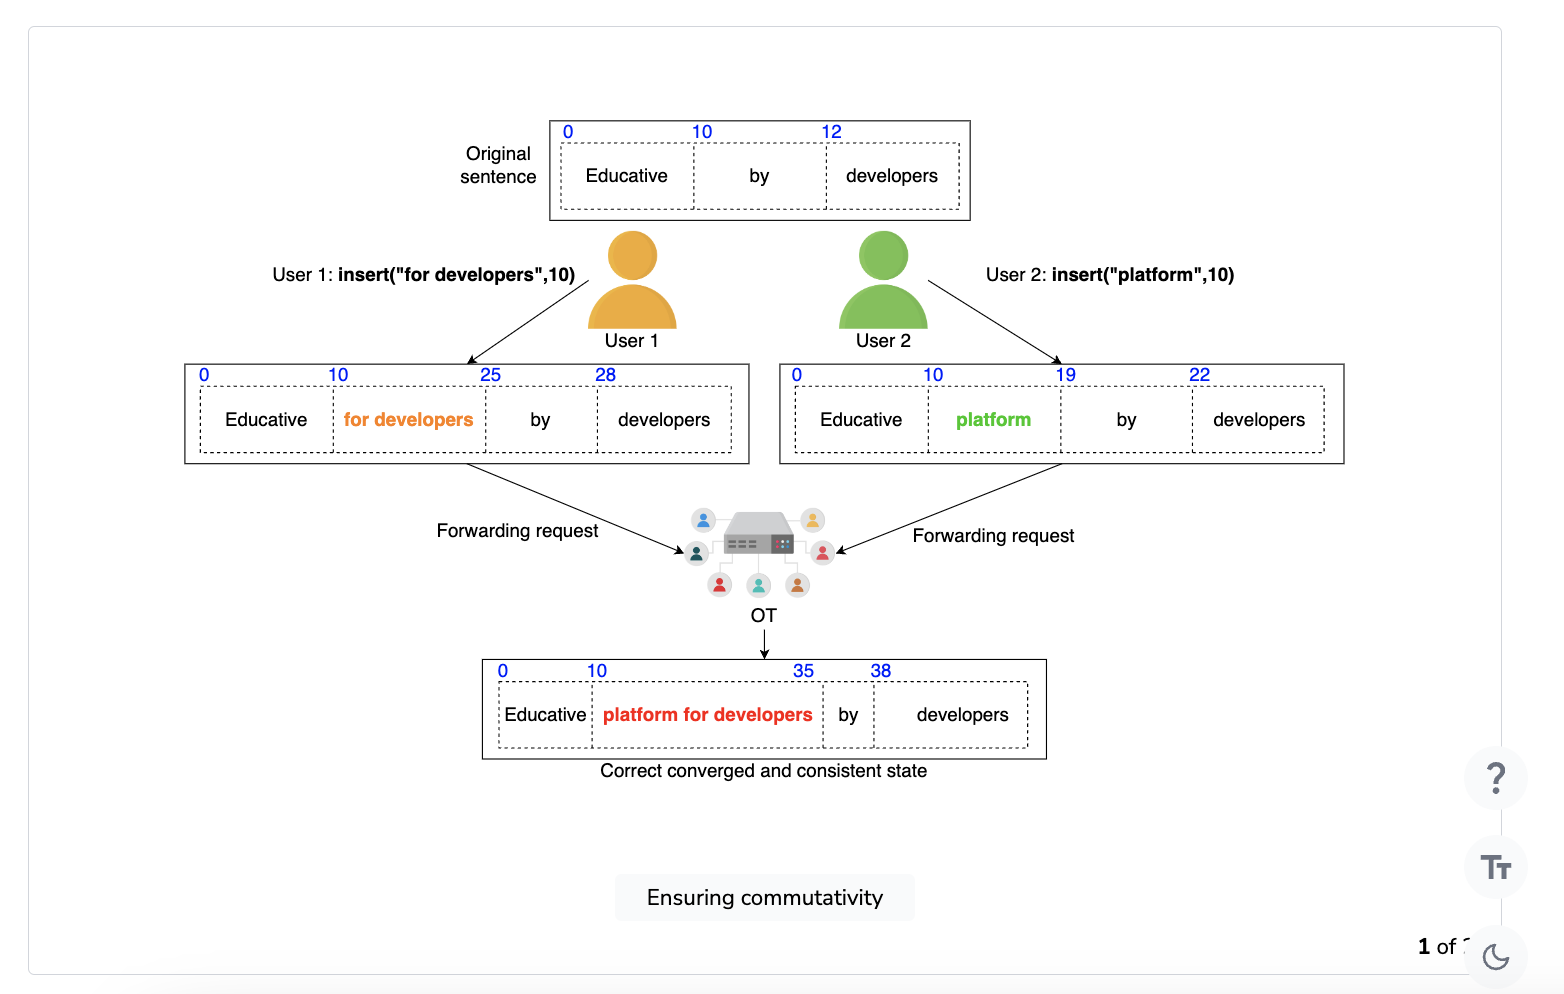 0 10 12
Original
sentence
Educative by developers
User 1: insert("for developers",10)
User 2: insert("platform",10)
User 1
User 2
0 10 25 28
Educative for developers by developers
0 10 19 22
Educative platform by developers
Forwarding request
Forwarding request
OT
0 10 35 38
Educative platform for developers by developers
Correct converged and consistent state
Ensuring commutativity
1 of
?
TT